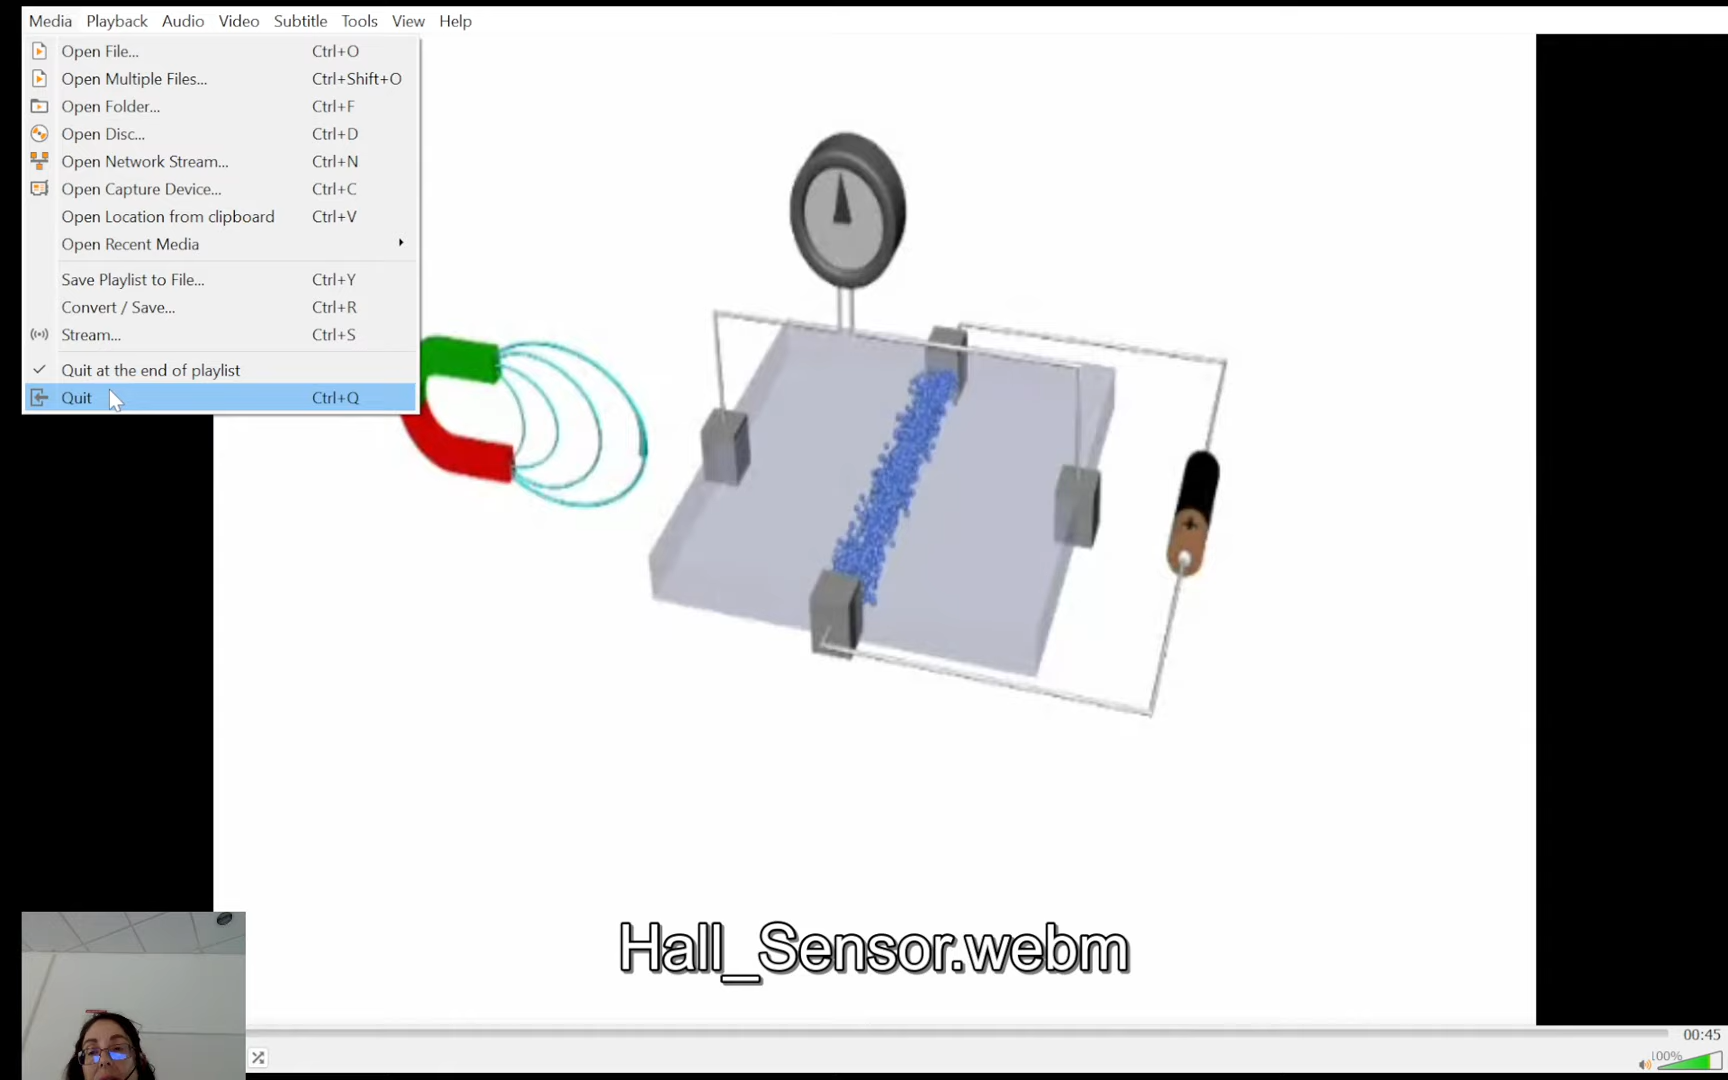 Media Playback Audio Video Subtitle Tools View Help
Open File... Ctrl+O
Open Multiple Files... Ctrl+Shift+O
Open Folder... Ctrl+F
Open Disc... Ctrl+D
Open Network Stream... Ctrl+N
Open Capture Device... Ctrl+C
Open Location from clipboard Ctrl+V
Open Recent Media
Save Playlist to File... Ctrl+Y
Convert / Save... Ctrl+R
Stream... Ctrl+S
Quit at the end of playlist
Quit Ctrl+Q
+
Hall_Sensor.webm
00:45
100%